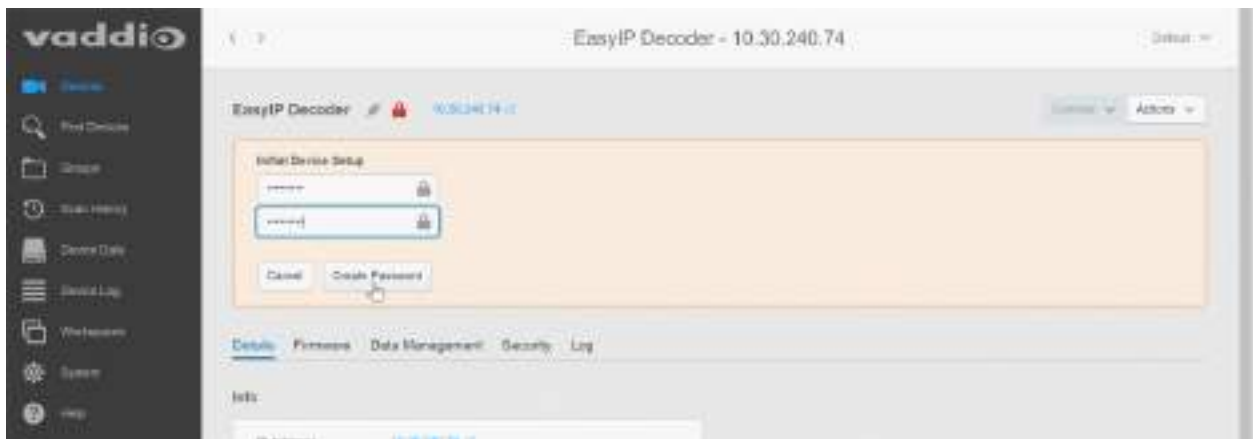 vaddio
EasyIP Decoder - 10.30.240.74
Devices
Find Devices
EasyIP Decoder
10.30.240.74
Actions
Groups
Initial Device Setup
Scan History
Device Data
Cancel
Create Password
Device Log
Workspaces
Details
Firmware
Data Management
Security
Log
System
Info
Help